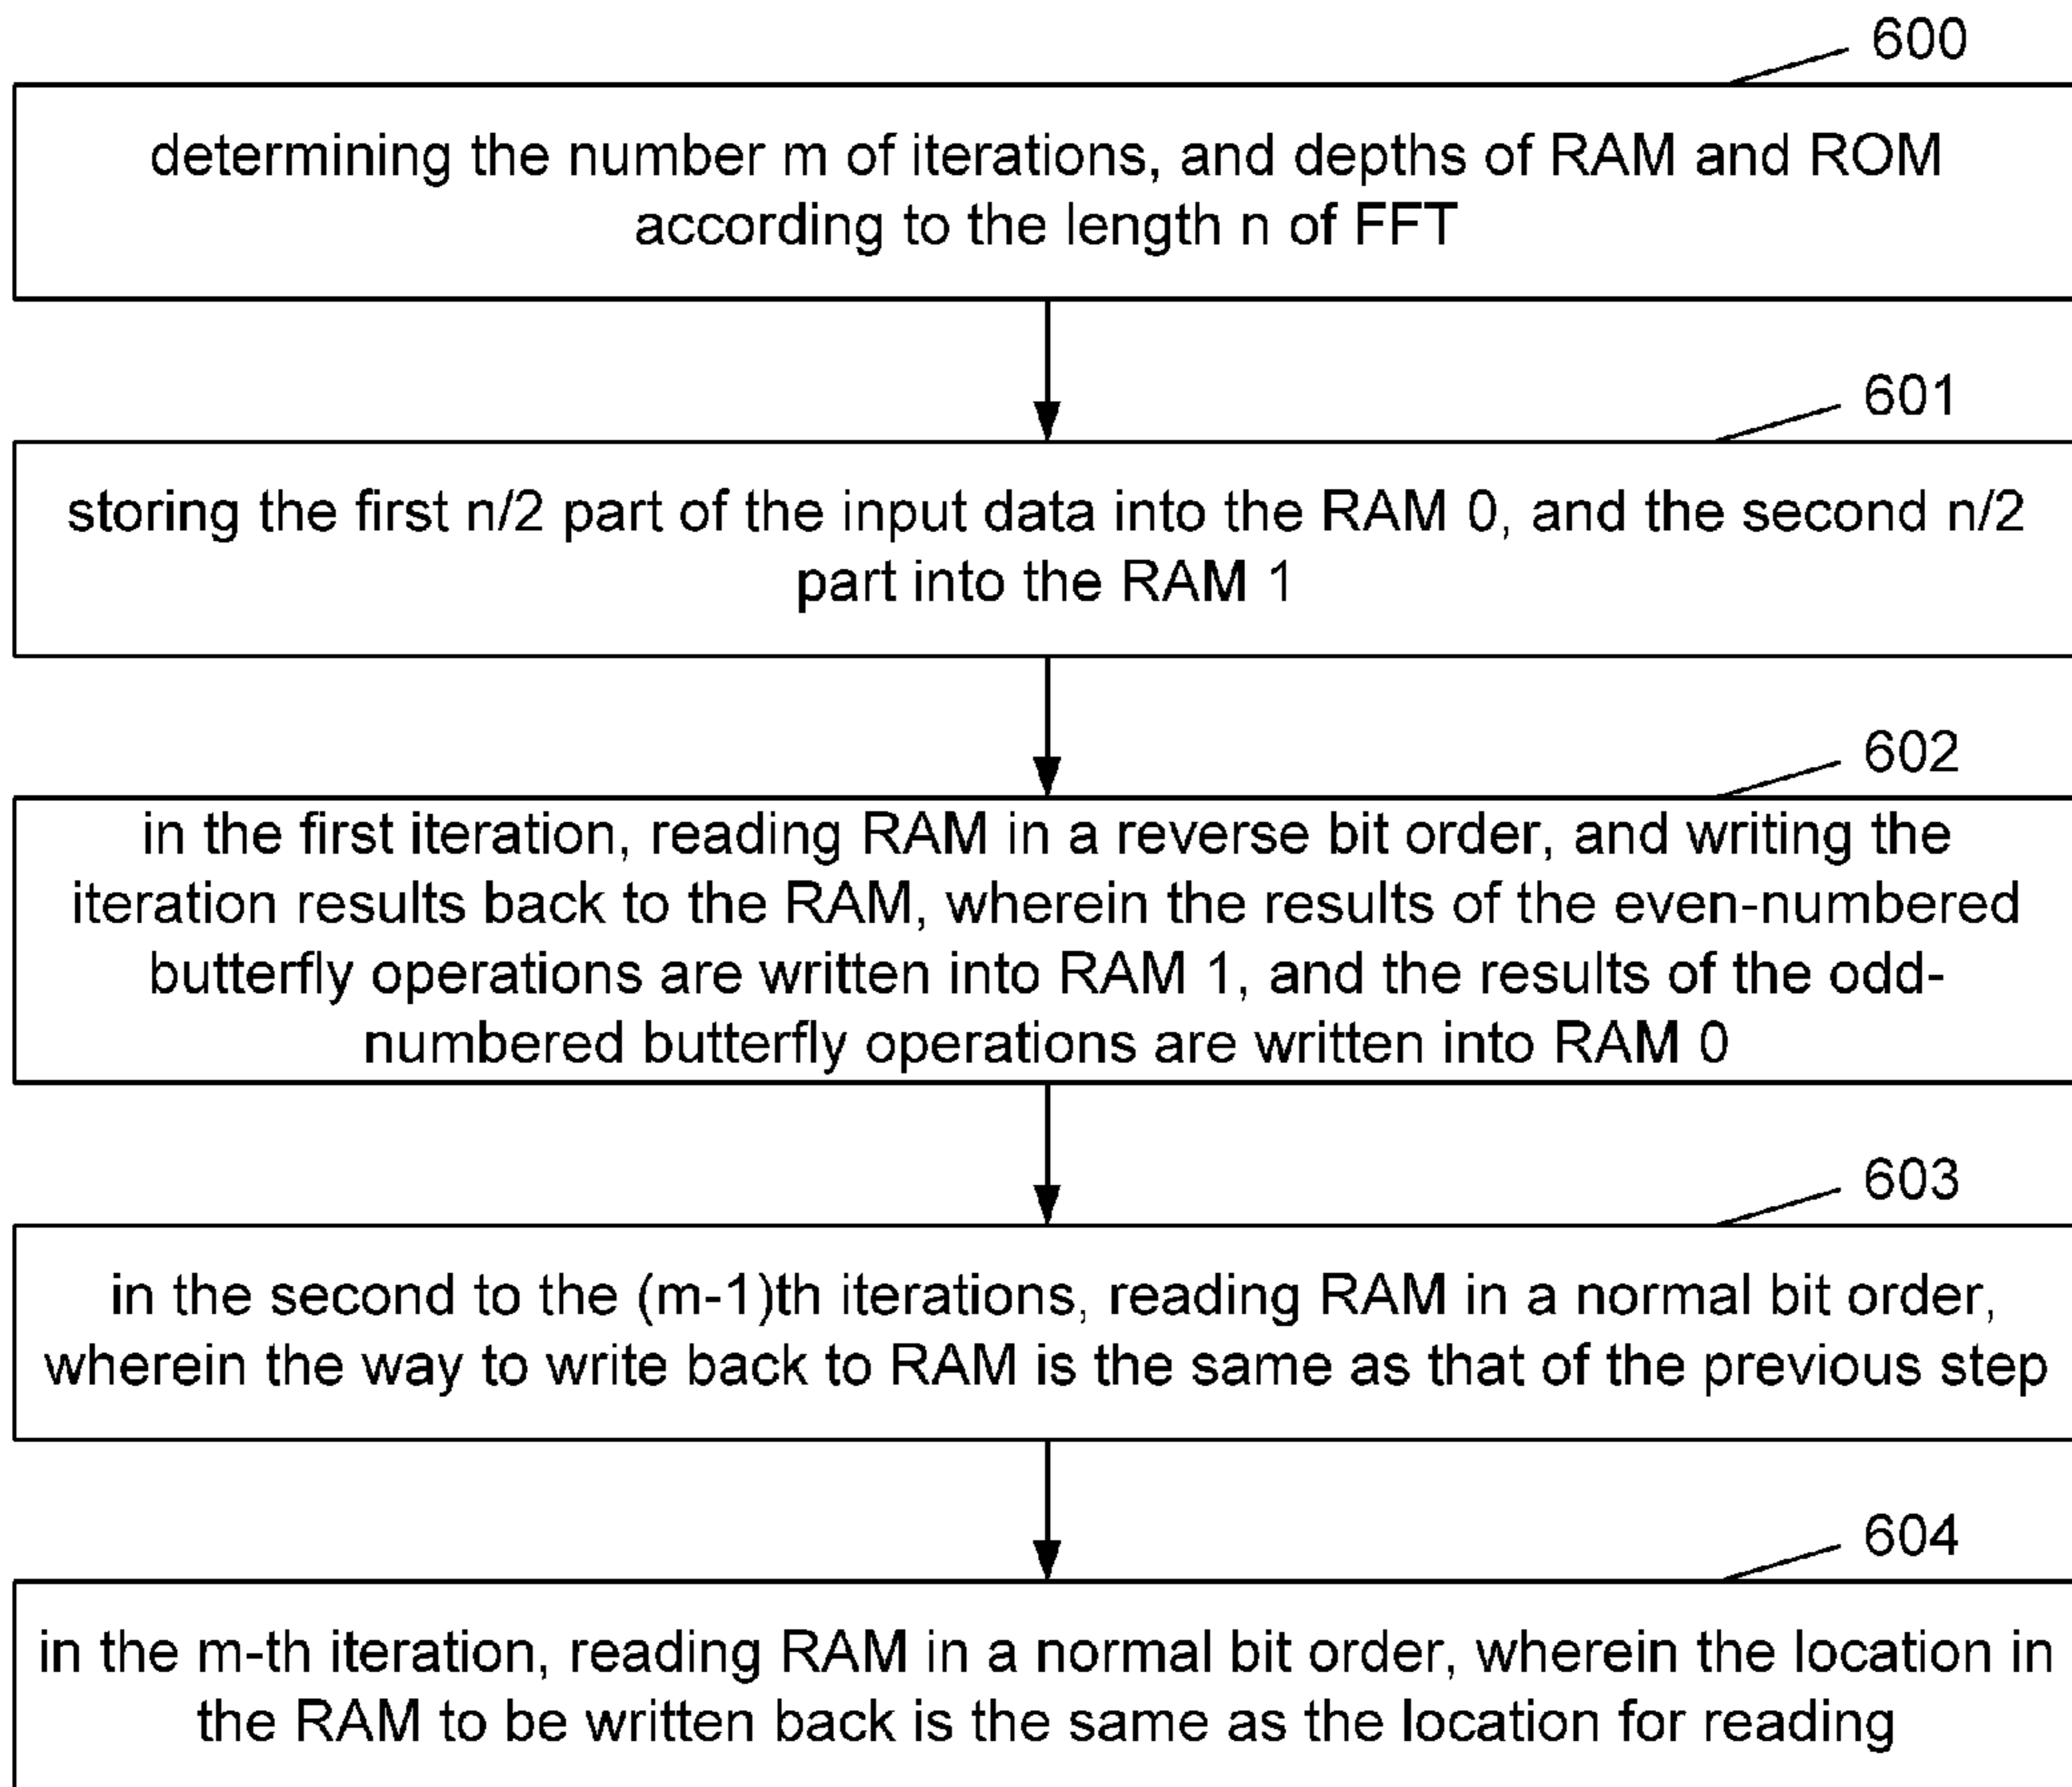 600
determining the number m of iterations, and depths of RAM and ROM
according to the length n of FFT
601
storing the first n/2 part of the input data into the RAM 0, and the second n/2
part into the RAM 1
602
in the first iteration, reading RAM in a reverse bit order, and writing the
iteration results back to the RAM, wherein the results of the even-numbered
butterfly operations are written into RAM 1, and the results of the odd-
numbered butterfly operations are written into RAM 0
603
in the second to the (m-1)th iterations, reading RAM in a normal bit order,
wherein the way to write back to RAM is the same as that of the previous step
604
in the m-th iteration, reading RAM in a normal bit order, wherein the location in
the RAM to be written back is the same as the location for reading